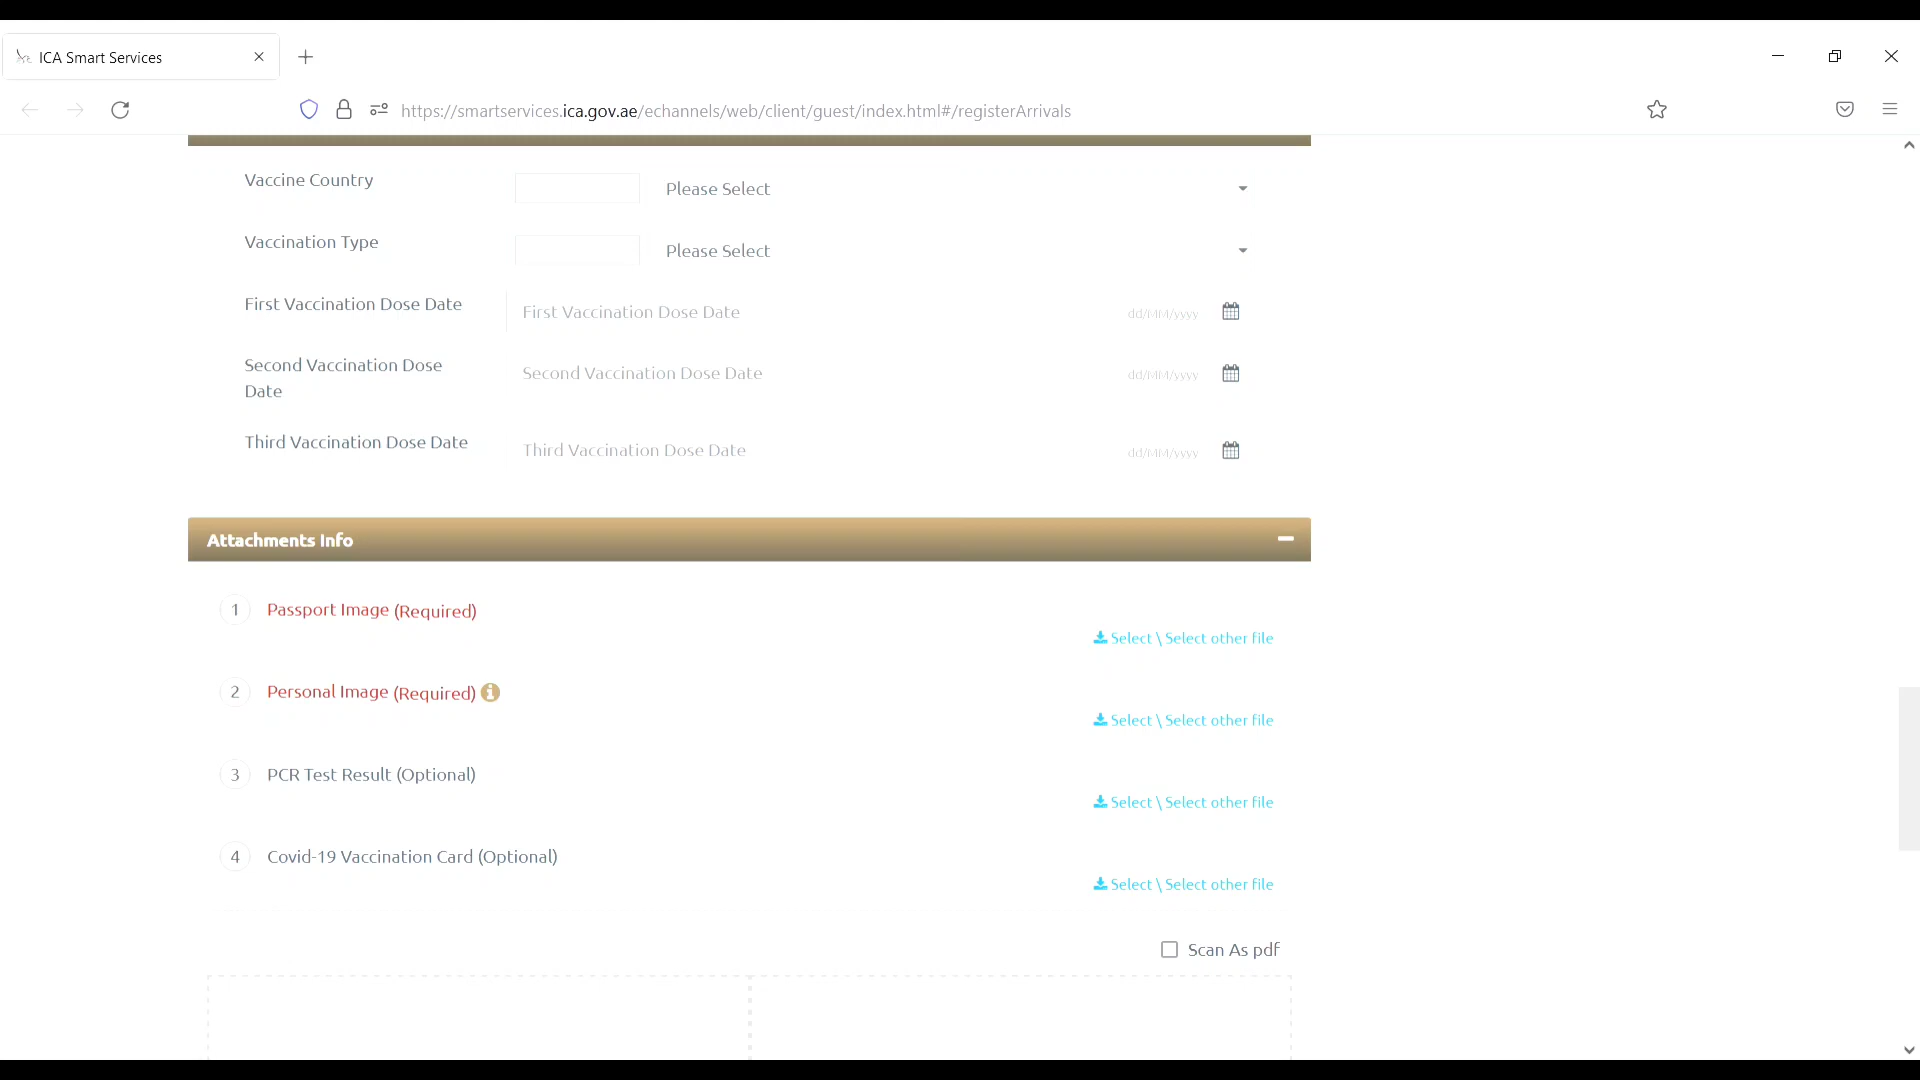 ICA Smart Services
https://smartservices.ica.gov.ae/echannels/web/client/guest/index.html#/registerArrivals
Vaccine Country
Please Select
Vaccination Type
Please Select
First Vaccination Dose Date
First Vaccination Dose Date
dd/MM/yyyy
Second Vaccination Dose
Date
Second Vaccination Dose Date
dd/MM/yyyy
Third Vaccination Dose Date
Third Vaccination Dose Date
dd/MM/yyyy
Attachments Info
1 Passport Image (Required)
Select \ Select other file
2 Personal Image (Required)
Select \ Select other file
3 PCR Test Result (Optional)
Select \ Select other file
4 Covid-19 Vaccination Card (Optional)
Select \ Select other file
Scan As pdf